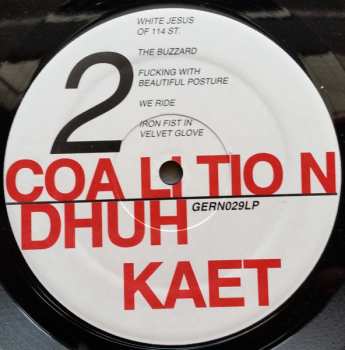 WHITE JESUS
OF 114 ST.
THE BUZZARD
FUCKING WITH
BEAUTIFUL POSTURE
WE RIDE
IRON FIST IN
VELVET GLOVE
2
COA LI TIO N
DHUH
GERN029LP
KAET